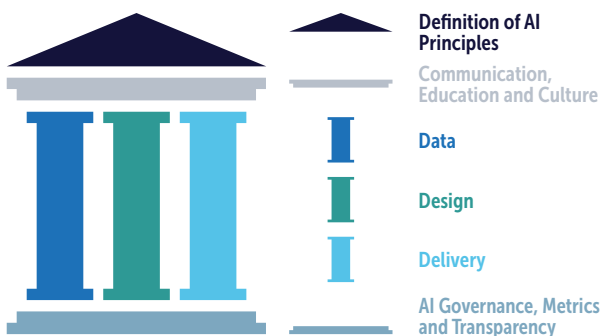 Definition of AI
Principles
Communication,
Education and Culture
Data
Design
Delivery
AI Governance, Metrics
and Transparency